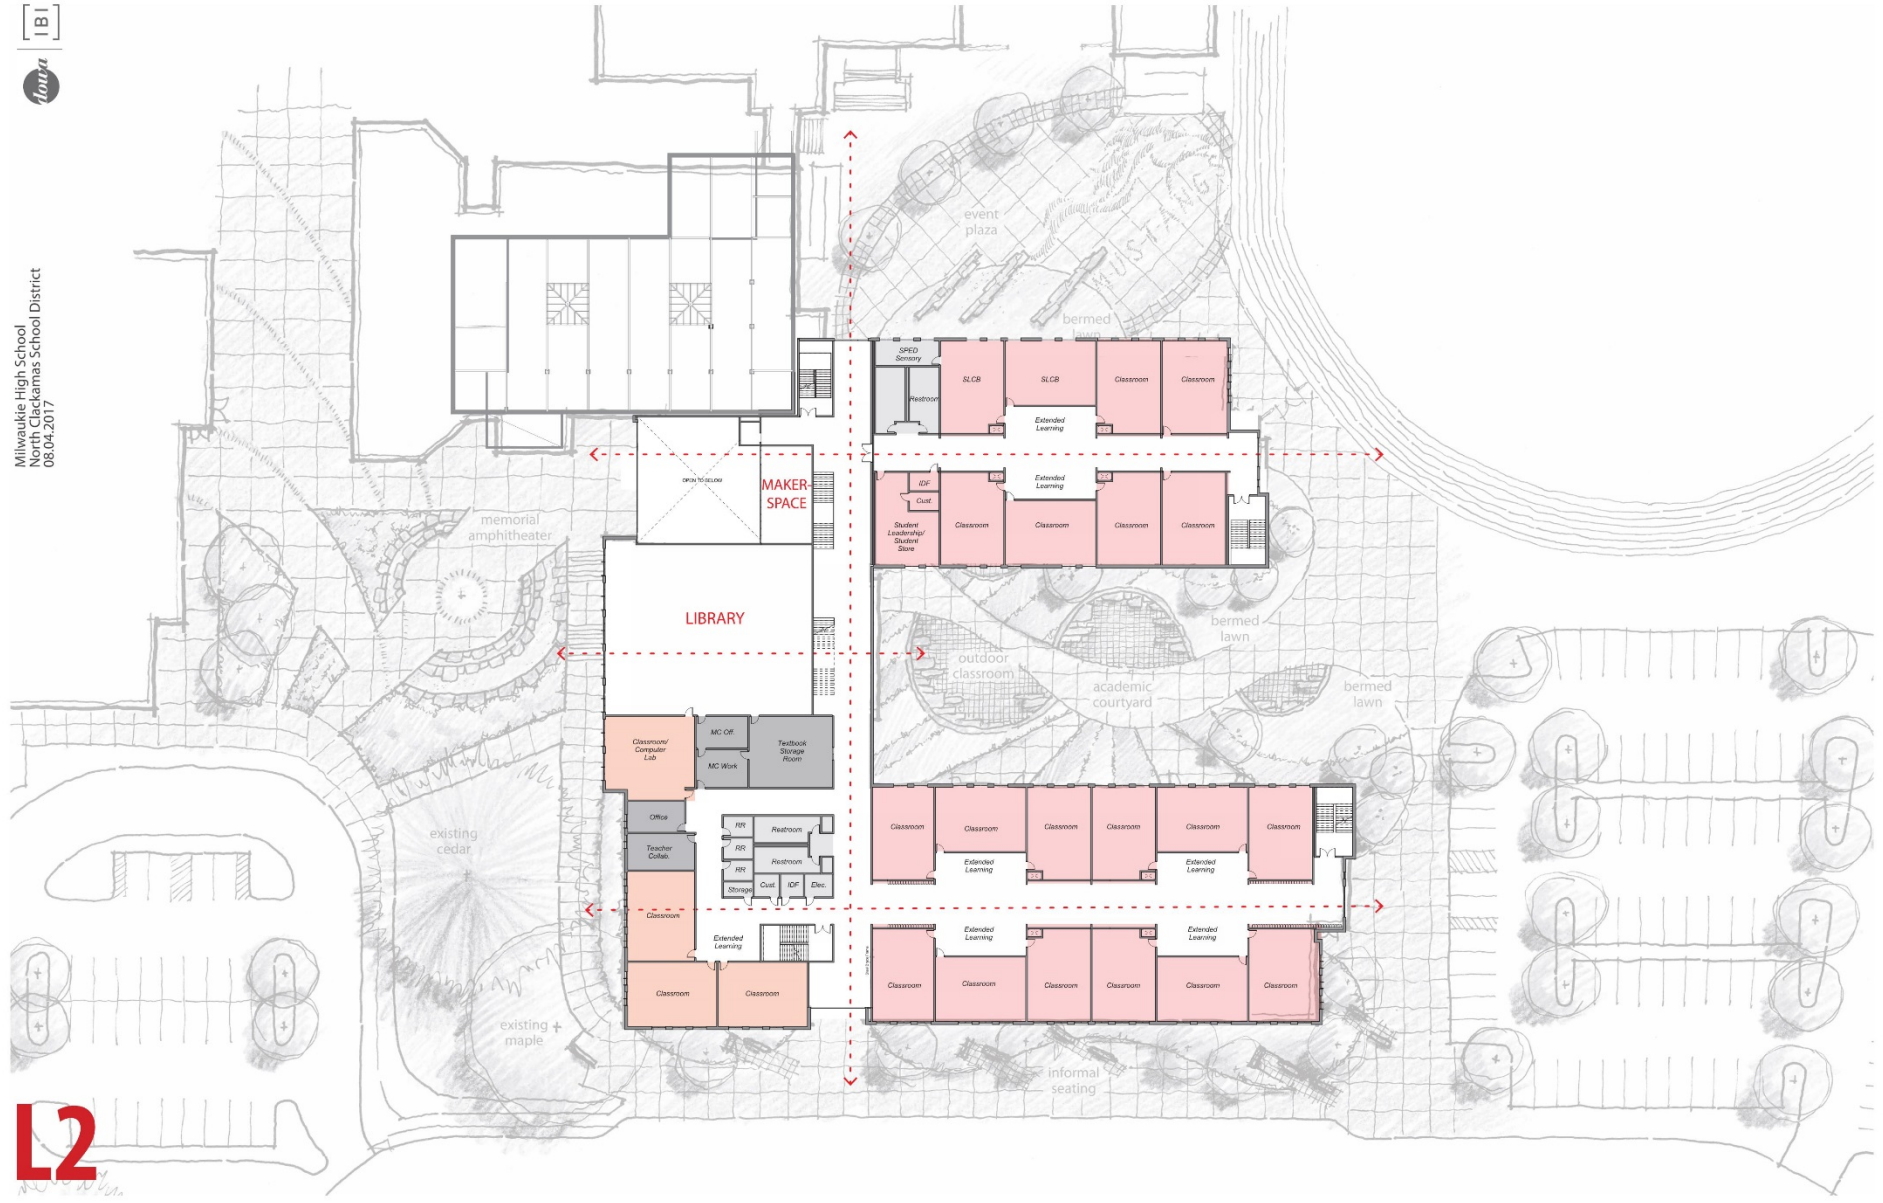 [IBI]
dowa
Milwaukie High School
North Clackamas School District
08.04.2017
event
plaza
MUSTANG
bermed
lawn
SPED
Sensory
SLCB
SLCB
Classroom
Classroom
Restroom
Extended
Learning
OPEN TO BELOW
MAKER-
SPACE
IDF
Cust.
Extended
Learning
Student
Leadership/
Student
Store
Classroom
Classroom
Classroom
Classroom
memorial
amphitheater
LIBRARY
bermed
lawn
outdoor
classroom
academic
courtyard
bermed
lawn
Classroom/
Computer
Lab
MC Off.
MC Work
Textbook
Storage
Room
Office
Teacher
Collab.
RR
RR
RR
Restroom
Restroom
Storage
Cust.
IDF
Elec.
existing
cedar
Classroom
Classroom
Classroom
Classroom
Classroom
Classroom
Extended
Learning
Extended
Learning
Classroom
Extended
Learning
Extended
Learning
Extended
Learning
Classroom
Classroom
Classroom
Classroom
Classroom
Classroom
Classroom
Classroom
existing
maple
informal
seating
L2